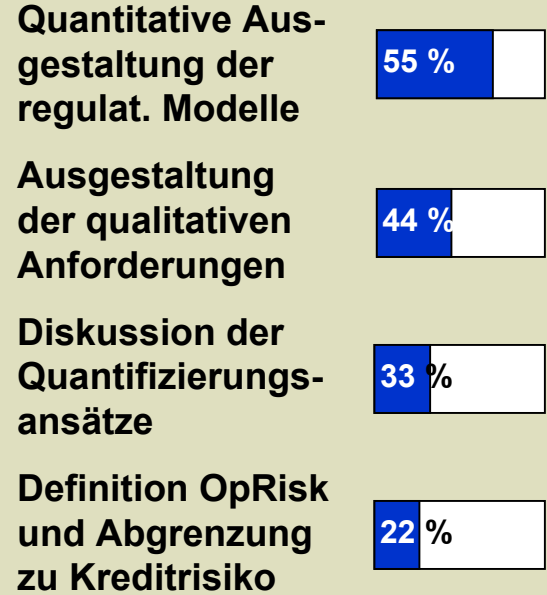 Quantitative Aus-
gestaltung der
regulat. Modelle
55 %
Ausgestaltung
der qualitativen
Anforderungen
44 %
Diskussion der
Quantifizierungs-
ansätze
33 %
Definition OpRisk
und Abgrenzung
zu Kreditrisiko
22 %